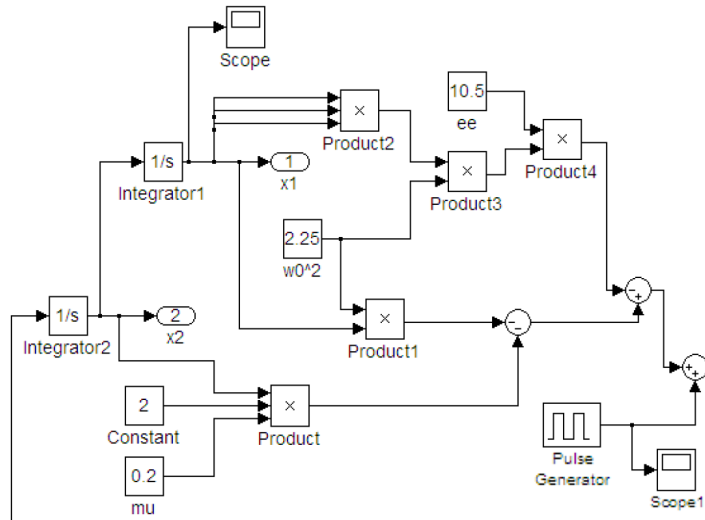 Scope
10.5
ee
×
Product2
×
Product4
1/s
Integrator1
1
x1
×
Product3
2.25
w0^2
1/s
Integrator2
2
x2
×
Product1
-
-
-
+
+
+
2
Constant
×
Product
Pulse
Generator
0.2
mu
Scope1